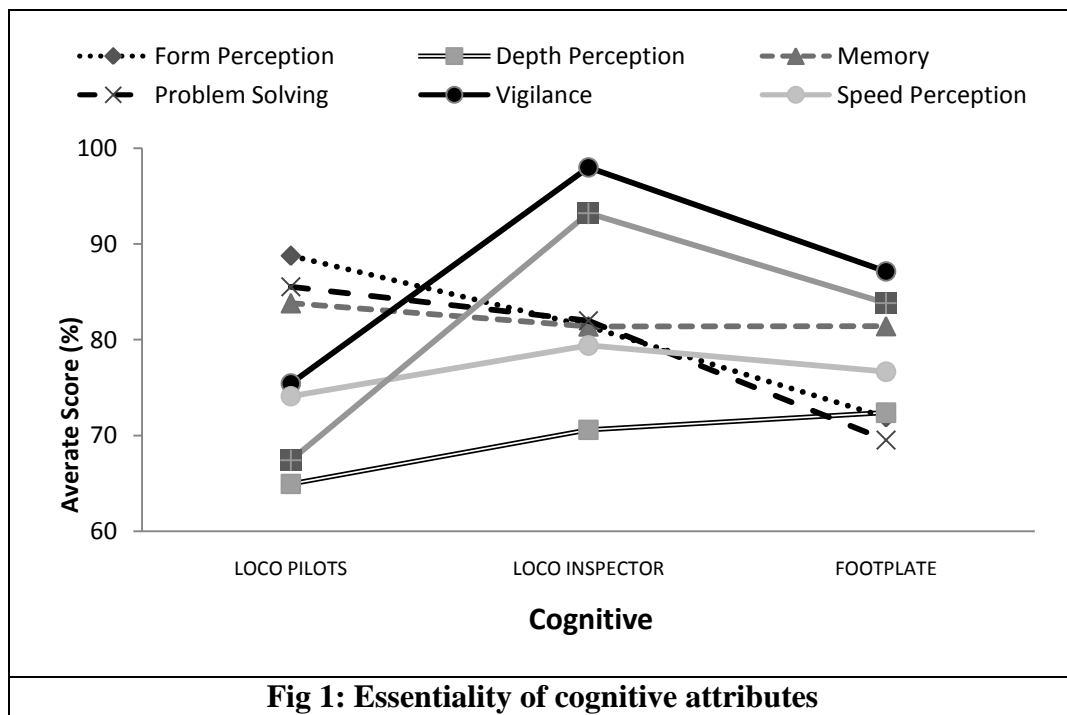 Form Perception Depth Perception Memory
Problem Solving Vigilance Speed Perception
100
90
80
70
60
Averate Score (%)
LOCO PILOTS LOCO INSPECTOR FOOTPLATE
Cognitive
Fig 1: Essentiality of cognitive attributes